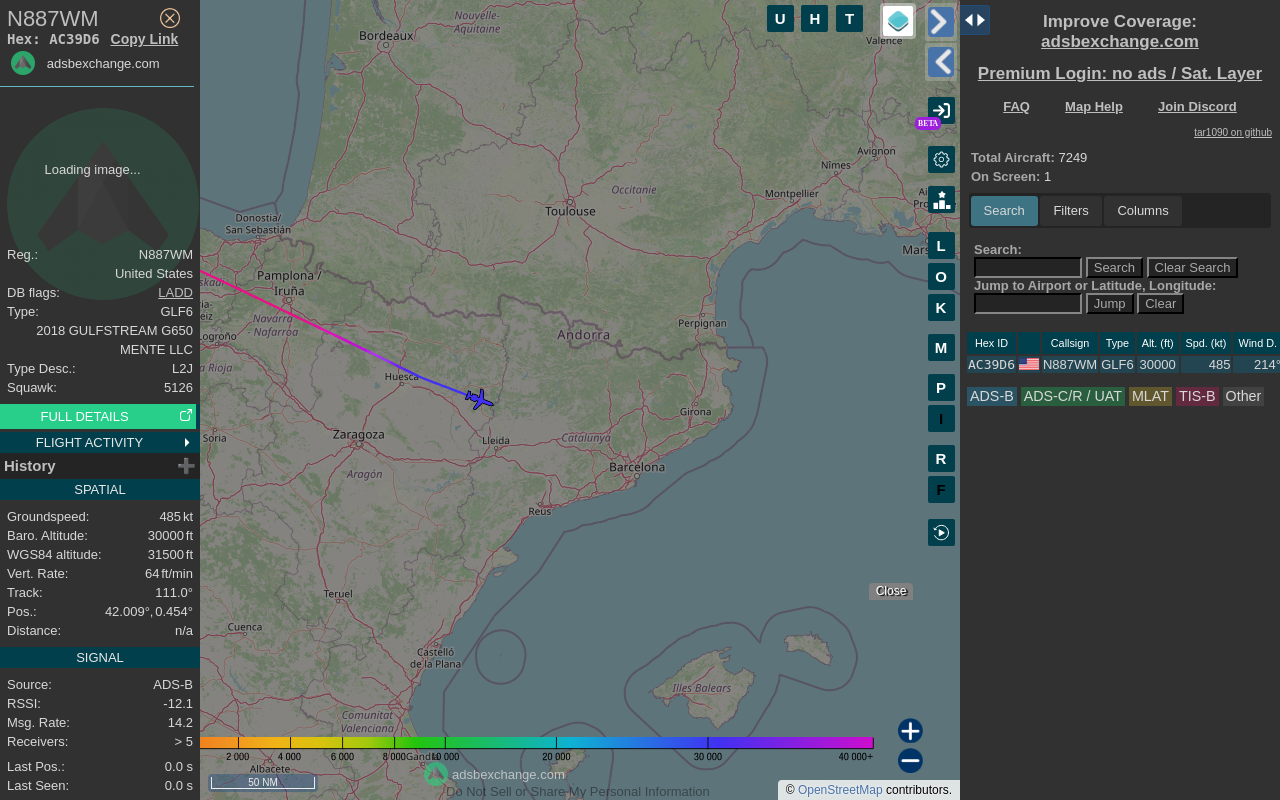 N887WM
Hex: AC39D6 Copy Link
adsbexchange.com
Loading image...
Reg.: N887WM
United States
DB flags: LADD
Type: GLF6
2018 GULFSTREAM G650
MENTE LLC
Type Desc.: L2J
Squawk: 5126
FULL DETAILS
FLIGHT ACTIVITY
History
SPATIAL
Groundspeed: 485 kt
Baro. Altitude: 30000 ft
WGS84 altitude: 31500 ft
Vert. Rate: 64 ft/min
Track: 111.0°
Pos.: 42.009°, 0.454°
Distance: n/a
SIGNAL
Source: ADS-B
RSSI: -12.1
Msg. Rate: 14.2
Receivers: > 5
Last Pos.: 0.0 s
Last Seen: 0.0 s
Nouvelle-
Aquitaine
Bordeaux
Valence
Avignon
Nîmes
Montpellier
Occitanie
Toulouse
Donostia/
San Sebastián
Pamplona /
Iruña
Navarra -
Nafarroa
Logroño
La Rioja
Andorra
Perpignan
Huesca
Girona
Soria
Zaragoza
Lleida
Catalunya
Barcelona
Aragón
Reus
Teruel
Cuenca
Castelló
de la Plana
Illes Balears
Comunitat
Valenciana
Albacete
U H T
BETA
L
O
K
M
P
I
R
F
Close
2 000 4 000 6 000 8 000 10 000 20 000 30 000 40 000+
50 NM
adsbexchange.com
Do Not Sell or Share My Personal Information
© OpenStreetMap contributors.
Improve Coverage:
adsbexchange.com
Premium Login: no ads / Sat. Layer
FAQ Map Help Join Discord
tar1090 on github
Total Aircraft: 7249
On Screen: 1
Search Filters Columns
Search:
Search Clear Search
Jump to Airport or Latitude, Longitude:
Jump Clear
Hex ID Callsign Type Alt. (ft) Spd. (kt) Wind D.
AC39D6 N887WM GLF6 30000 485 214°
ADS-B ADS-C/R / UAT MLAT TIS-B Other